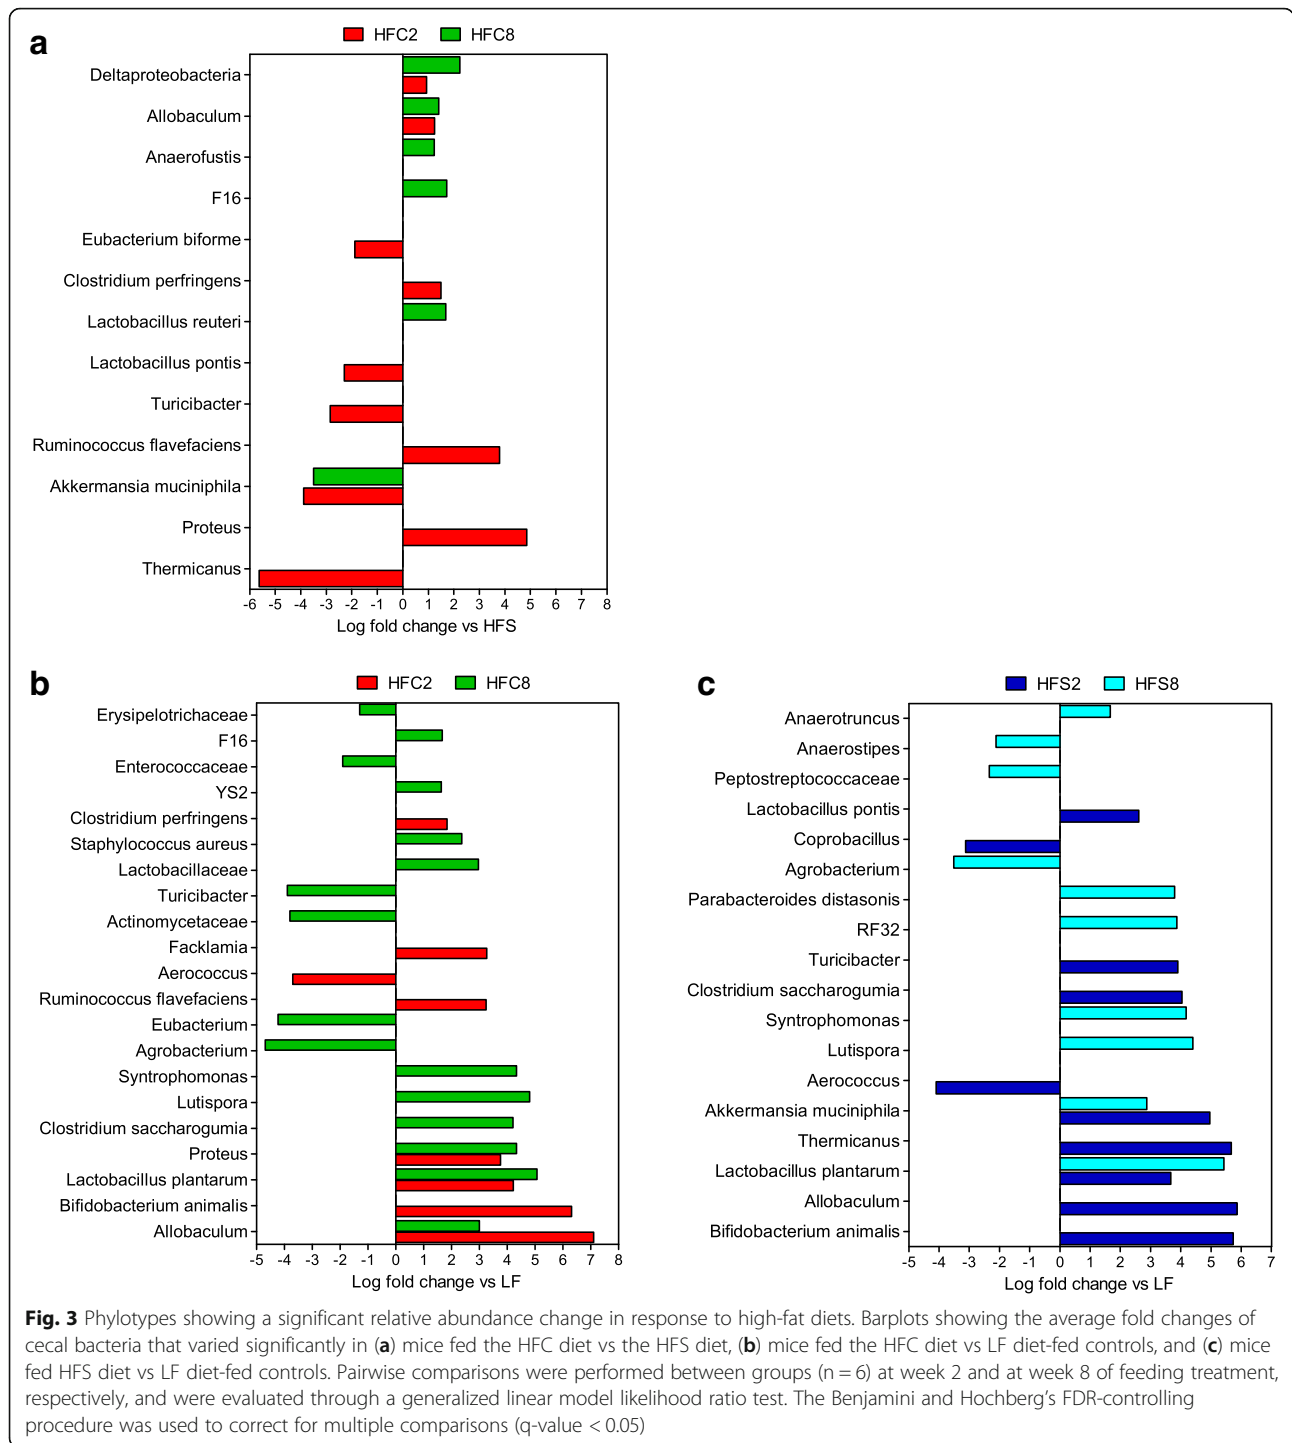 a
HFC2 HFC8
Deltaproteobacteria
Allobaculum
Anaerofustis
F16
Eubacterium biforme
Clostridium perfringens
Lactobacillus reuteri
Lactobacillus pontis
Turicibacter
Ruminococcus flavefaciens
Akkermansia muciniphila
Proteus
Thermicanus
-6 -5 -4 -3 -2 -1 0 1 2 3 4 5 6 7 8
Log fold change vs HFS
b
HFC2 HFC8
Erysipelotrichaceae
F16
Enterococcaceae
YS2
Clostridium perfringens
Staphylococcus aureus
Lactobacillaceae
Turicibacter
Actinomycetaceae
Facklamia
Aerococcus
Ruminococcus flavefaciens
Eubacterium
Agrobacterium
Syntrophomonas
Lutispora
Clostridium saccharogumia
Proteus
Lactobacillus plantarum
Bifidobacterium animalis
Allobaculum
-5 -4 -3 -2 -1 0 1 2 3 4 5 6 7 8
Log fold change vs LF
c
HFS2 HFS8
Anaerotruncus
Anaerostipes
Peptostreptococcaceae
Lactobacillus pontis
Coprobacillus
Agrobacterium
Parabacteroides distasonis
RF32
Turicibacter
Clostridium saccharogumia
Syntrophomonas
Lutispora
Aerococcus
Akkermansia muciniphila
Thermicanus
Lactobacillus plantarum
Allobaculum
Bifidobacterium animalis
-5 -4 -3 -2 -1 0 1 2 3 4 5 6 7
Log fold change vs LF
Fig. 3 Phylotypes showing a significant relative abundance change in response to high-fat diets. Barplots showing the average fold changes of
cecal bacteria that varied significantly in (a) mice fed the HFC diet vs the HFS diet, (b) mice fed the HFC diet vs LF diet-fed controls, and (c) mice
fed HFS diet vs LF diet-fed controls. Pairwise comparisons were performed between groups (n = 6) at week 2 and at week 8 of feeding treatment,
respectively, and were evaluated through a generalized linear model likelihood ratio test. The Benjamini and Hochberg's FDR-controlling
procedure was used to correct for multiple comparisons (q-value < 0.05)